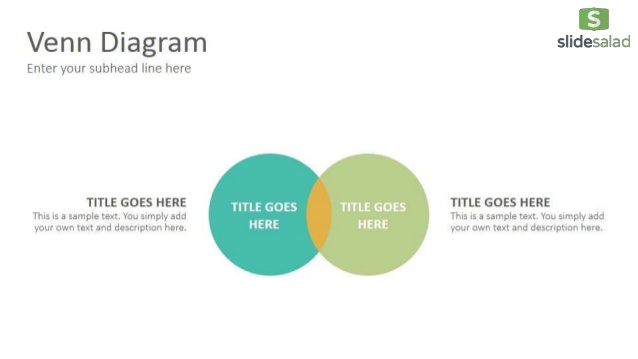 S
slidesalad
Venn Diagram
Enter your subhead line here
TITLE GOES HERE
This is a sample text. You simply add
your own text and description here.
TITLE GOES
HERE
TITLE GOES
HERE
TITLE GOES HERE
This is a sample text. You simply add
your own text and description here.